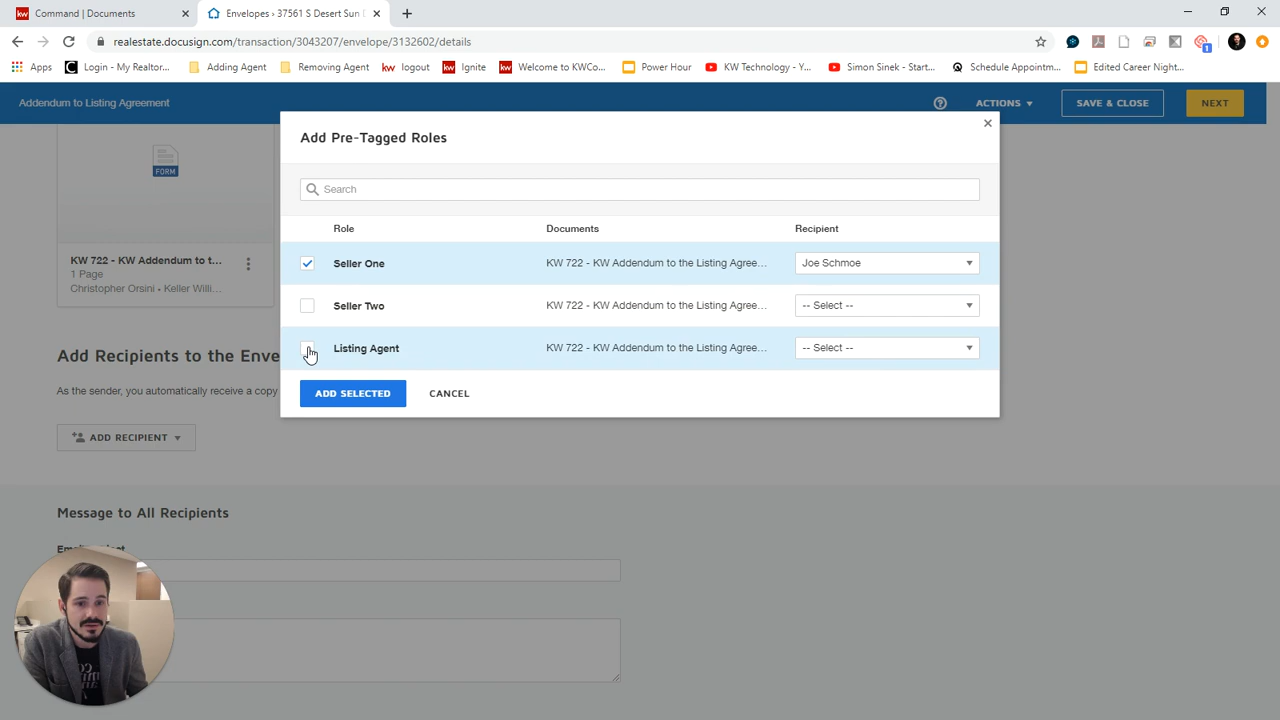 kw Command | Documents
Envelopes › 37561 S Desert Sun
realestate.docusign.com/transaction/3043207/envelope/3132602/details
1
Apps
Login - My Realtor...
Adding Agent
Removing Agent
kw logout
kw Ignite
kw Welcome to KWCo...
Power Hour
KW Technology - Y...
Simon Sinek - Start...
Schedule Appointm...
Edited Career Night...
Addendum to Listing Agreement
ACTIONS
SAVE & CLOSE
NEXT
FORM
KW 722 - KW Addendum to t...
1 Page
Christopher Orsini • Keller Willi...
Add Pre-Tagged Roles
Search
Role Documents Recipient
Seller One KW 722 - KW Addendum to the Listing Agree... Joe Schmoe
Seller Two KW 722 - KW Addendum to the Listing Agree... -- Select --
Listing Agent KW 722 - KW Addendum to the Listing Agree... -- Select --
ADD SELECTED CANCEL
Add Recipients to the Enve
As the sender, you automatically receive a copy
ADD RECIPIENT
Message to All Recipients